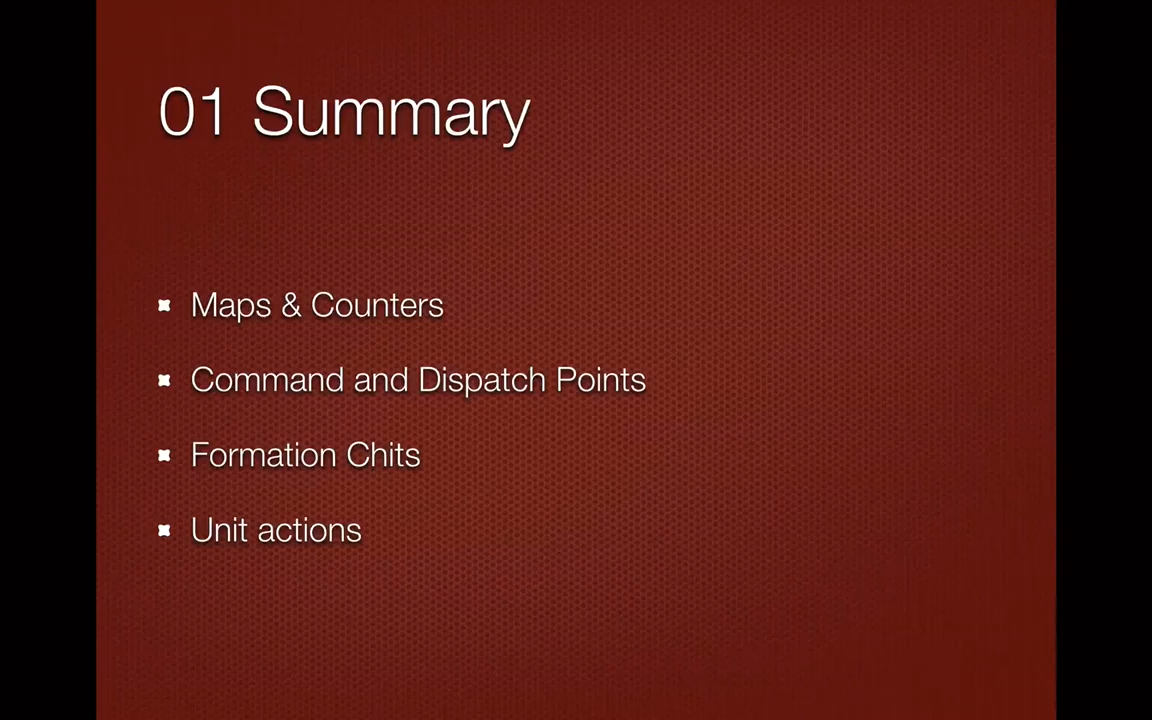 01 Summary
Maps & Counters
Command and Dispatch Points
Formation Chits
Unit actions